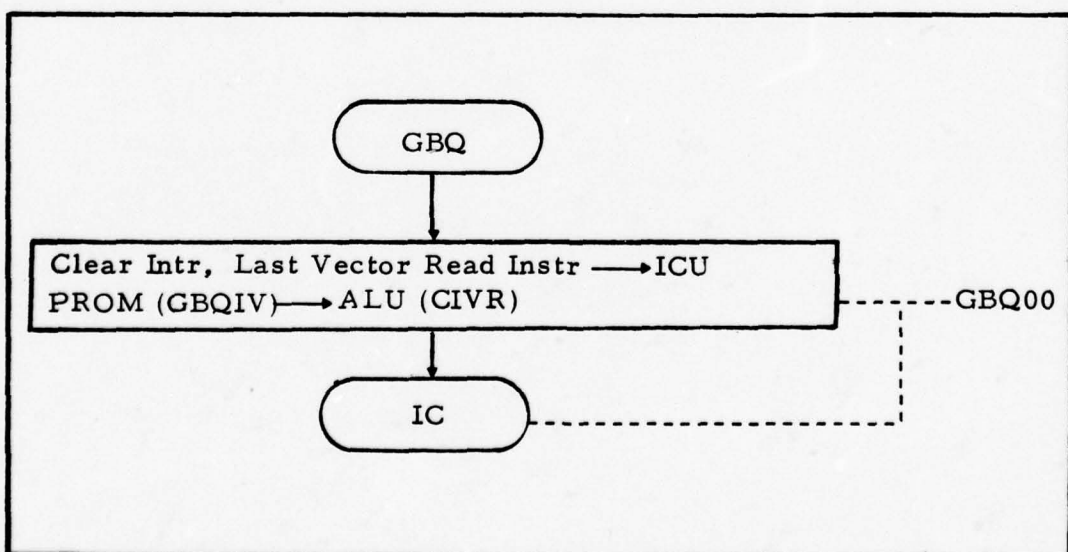 GBQ
Clear Intr, Last Vector Read Instr ⟶ICU
PROM (GBQIV)⟶ ALU (CIVR)
GBQ00
IC